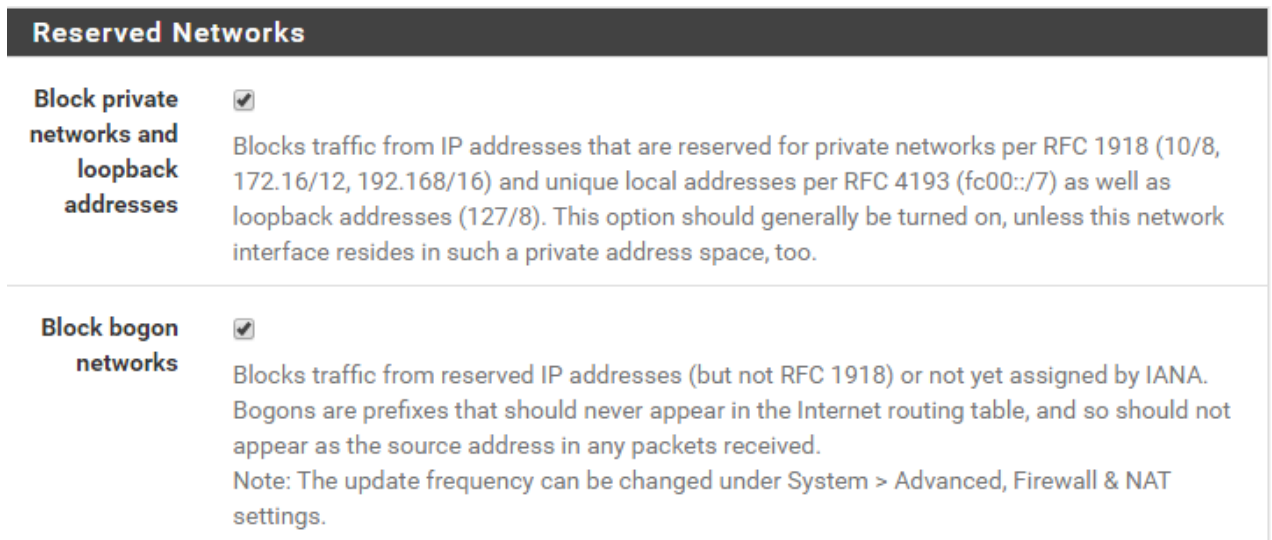 Reserved Networks
Block private
networks and
loopback
addresses
Blocks traffic from IP addresses that are reserved for private networks per RFC 1918 (10/8,
172.16/12, 192.168/16) and unique local addresses per RFC 4193 (fc00::/7) as well as
loopback addresses (127/8). This option should generally be turned on, unless this network
interface resides in such a private address space, too.
Block bogon
networks
Blocks traffic from reserved IP addresses (but not RFC 1918) or not yet assigned by IANA.
Bogons are prefixes that should never appear in the Internet routing table, and so should not
appear as the source address in any packets received.
Note: The update frequency can be changed under System > Advanced, Firewall & NAT
settings.